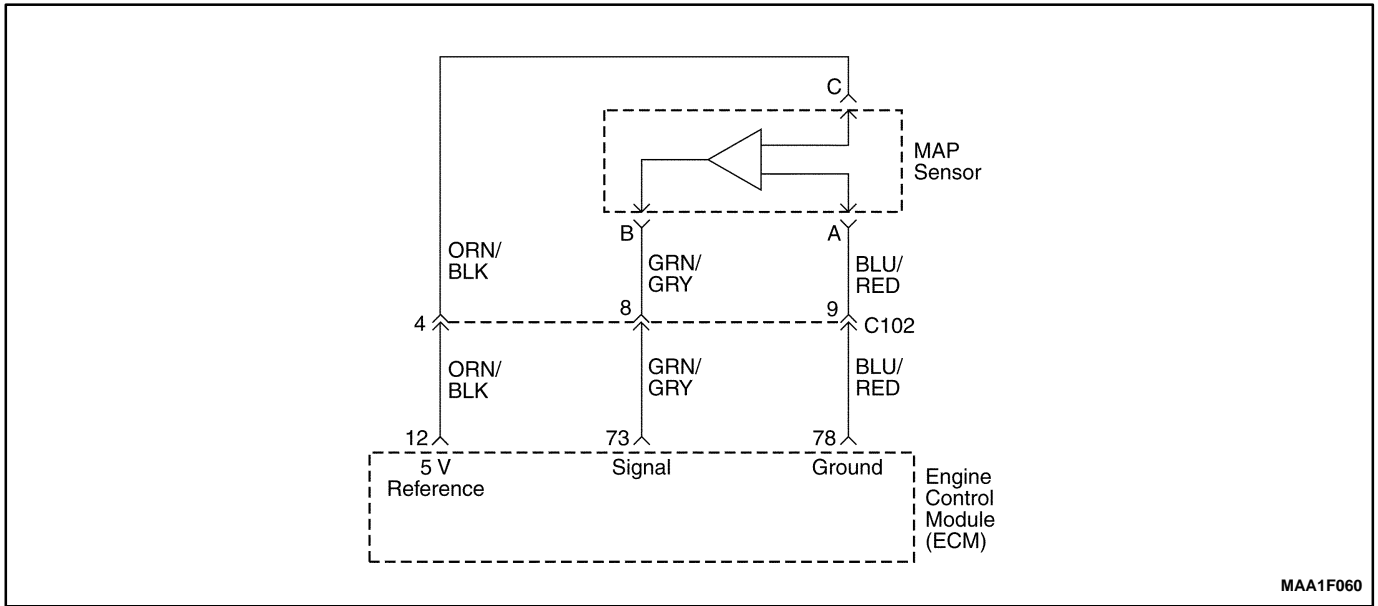 C
MAP
Sensor
B
A
ORN/
BLK
GRN/
GRY
BLU/
RED
4
8
9
C102
ORN/
BLK
GRN/
GRY
BLU/
RED
12
73
78
5 V
Reference
Signal
Ground
Engine
Control
Module
(ECM)
MAA1F060